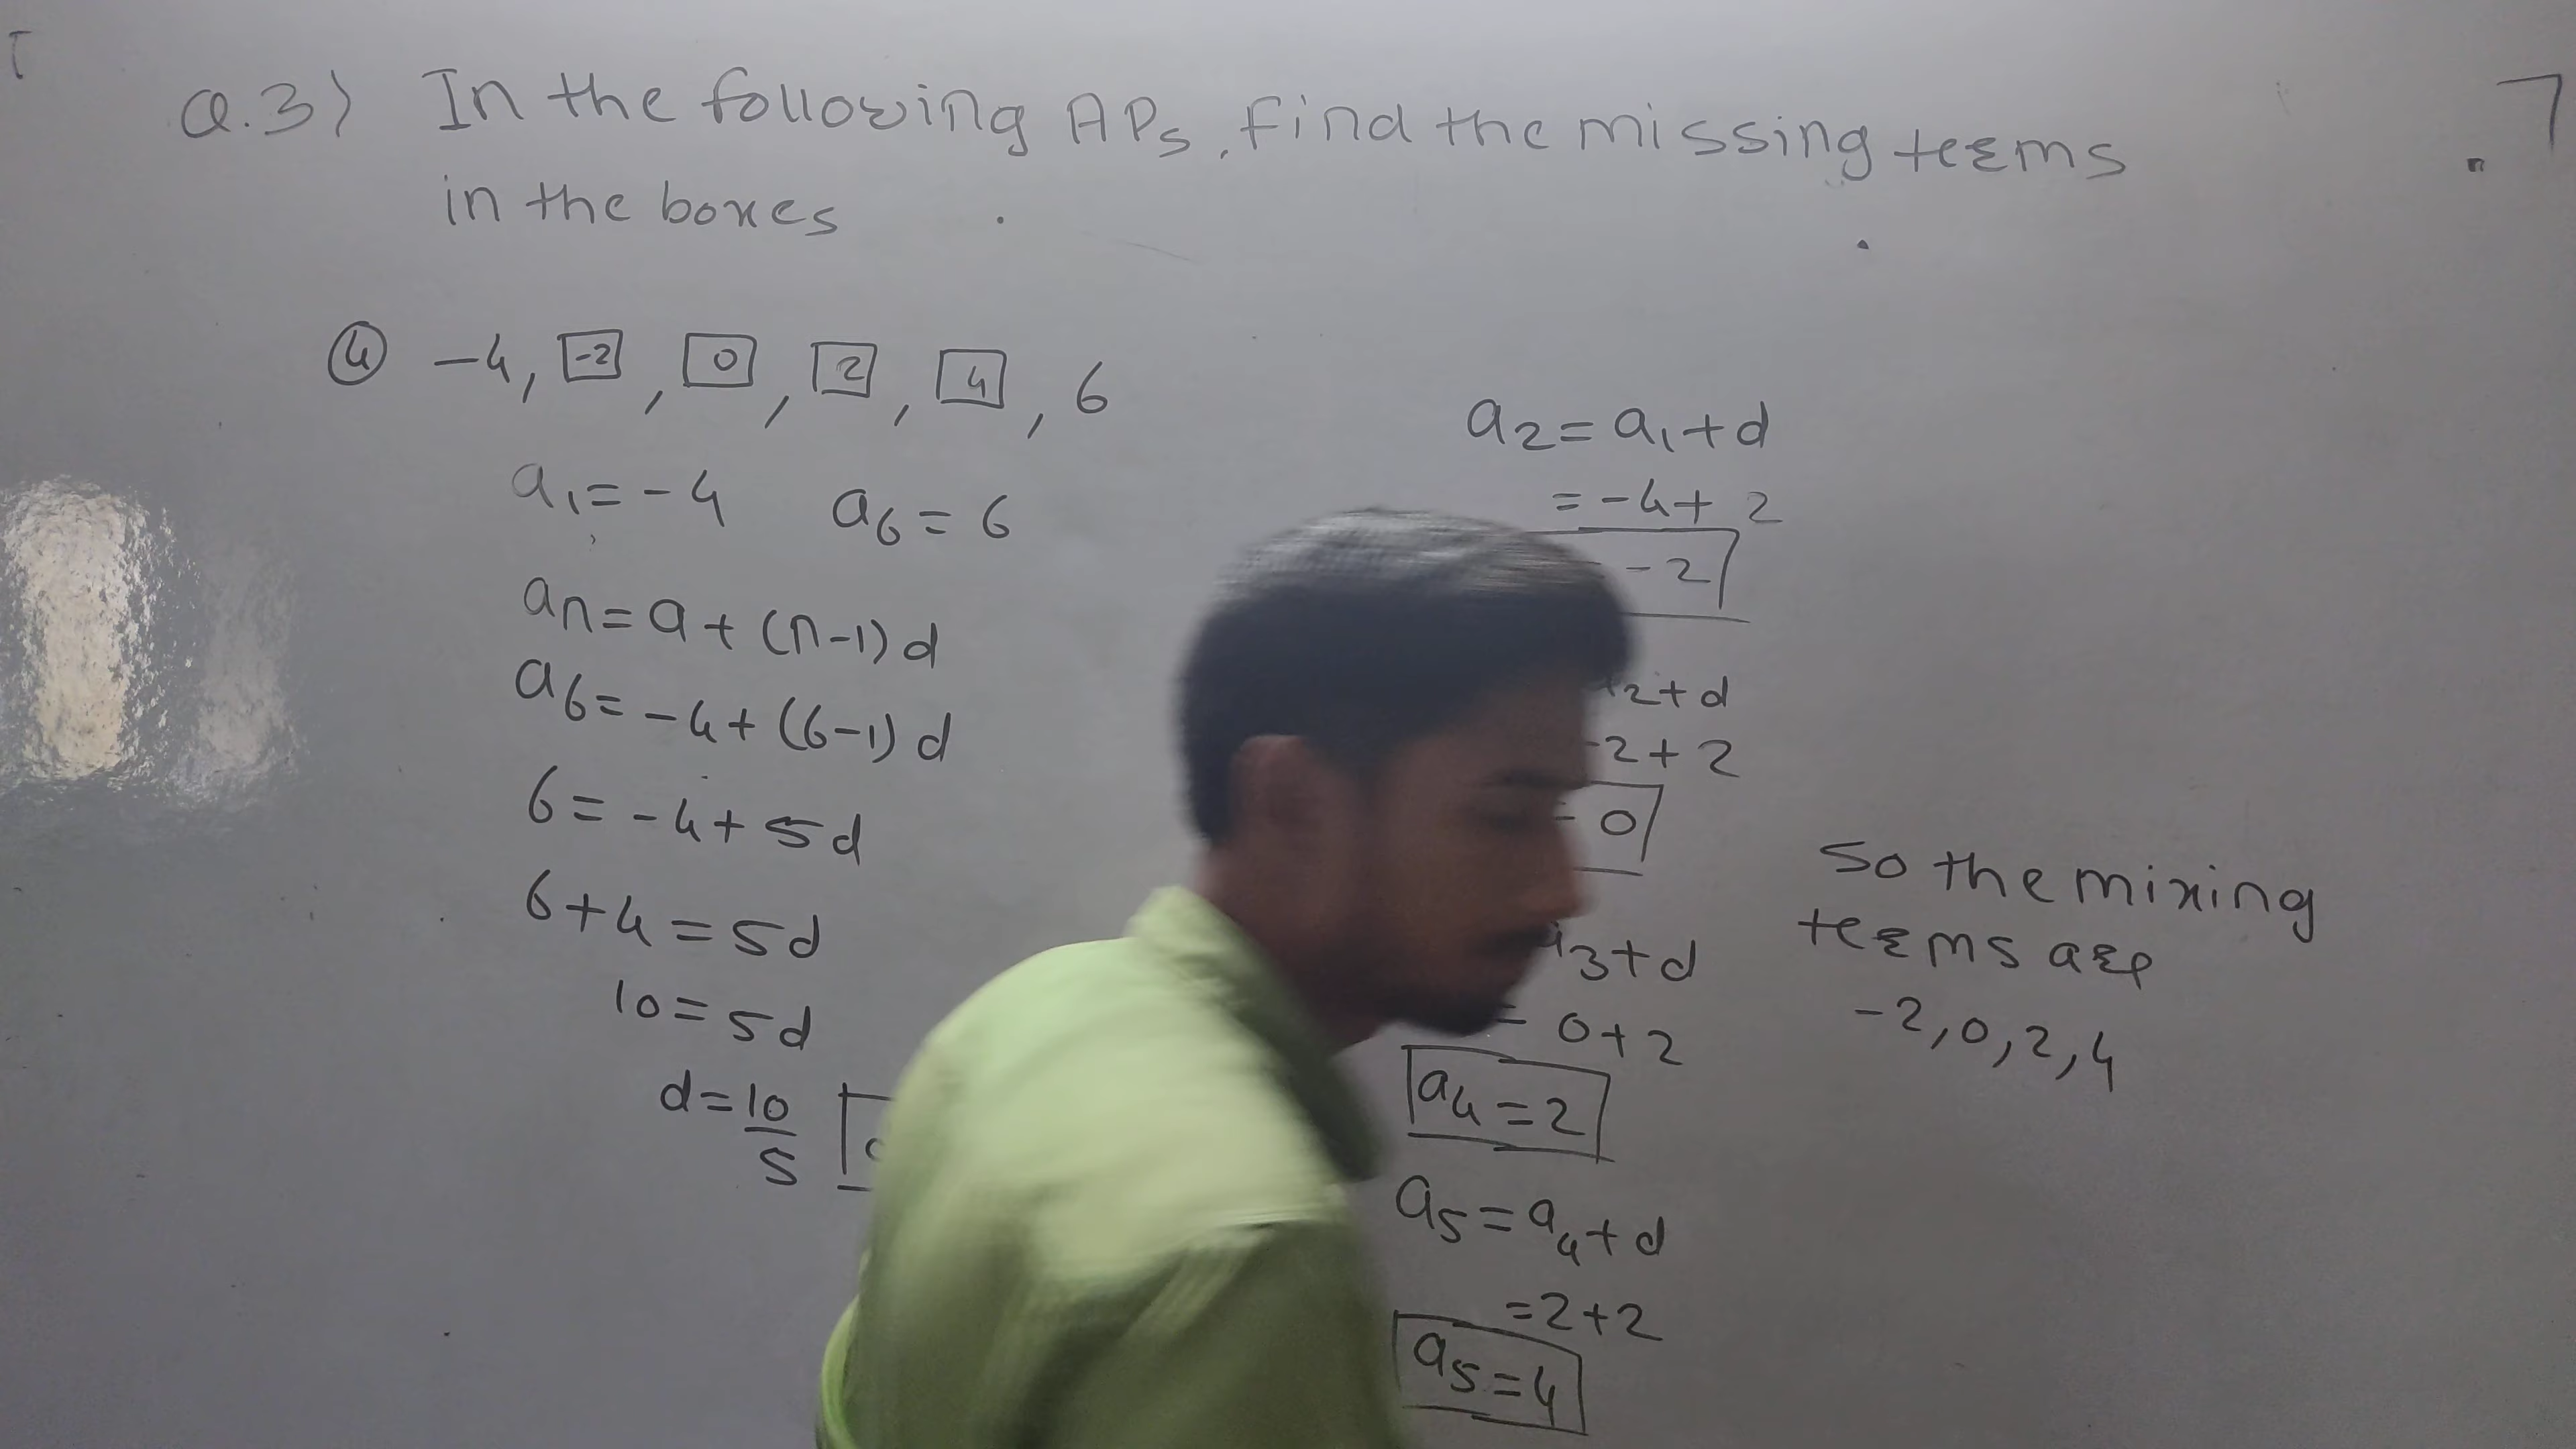 Q.3) In the following APs, find the missing terms
in the boxes
④ -4, -2, 0, 2, 4, 6
a₁= -4 a₆= 6
an= a + (n-1) d
a₆= -4 + (6-1) d
6 = -4 + 5d
6+4 = 5d
10 = 5d
d= 10/5
a₂= a₁+d
= -4+ 2
-2
₂+d
-2+2
= 0
₃+d
= 0+2
a₄=2
a₅= a₄+d
=2+2
a₅=4
So the mixing
terms are
-2, 0, 2, 4